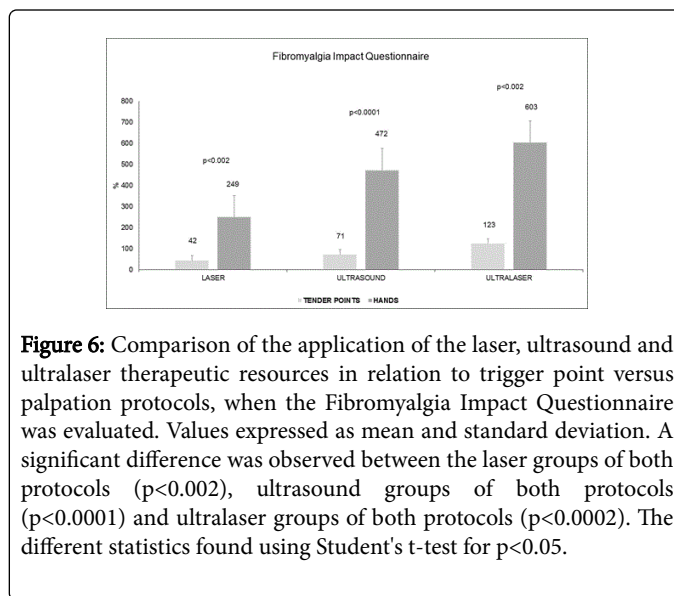 Fibromyalgia Impact Questionnaire
800
700
600
500
400
300
200
100
0
%
p<0.002
249
42
LASER
p<0.0001
472
71
ULTRASOUND
p<0.002
603
123
ULTRALASER
TENDER POINTS HANDS
Figure 6: Comparison of the application of the laser, ultrasound and
ultralaser therapeutic resources in relation to trigger point versus
palpation protocols, when the Fibromyalgia Impact Questionnaire
was evaluated. Values expressed as mean and standard deviation. A
significant difference was observed between the laser groups of both
protocols (p<0.002), ultrasound groups of both protocols
(p<0.0001) and ultralaser groups of both protocols (p<0.0002). The
different statistics found using Student's t-test for p<0.05.